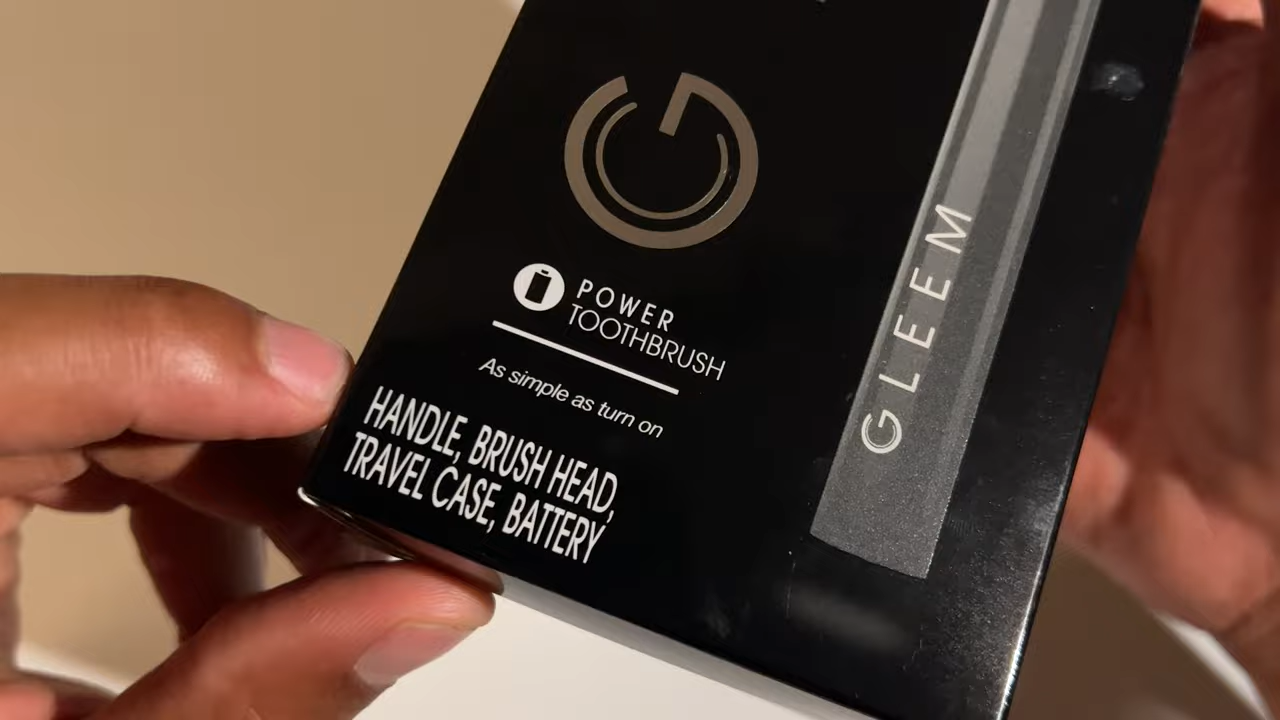 POWER
TOOTHBRUSH
As simple as turn on
HANDLE, BRUSH HEAD,
TRAVEL CASE, BATTERY
GLEEM